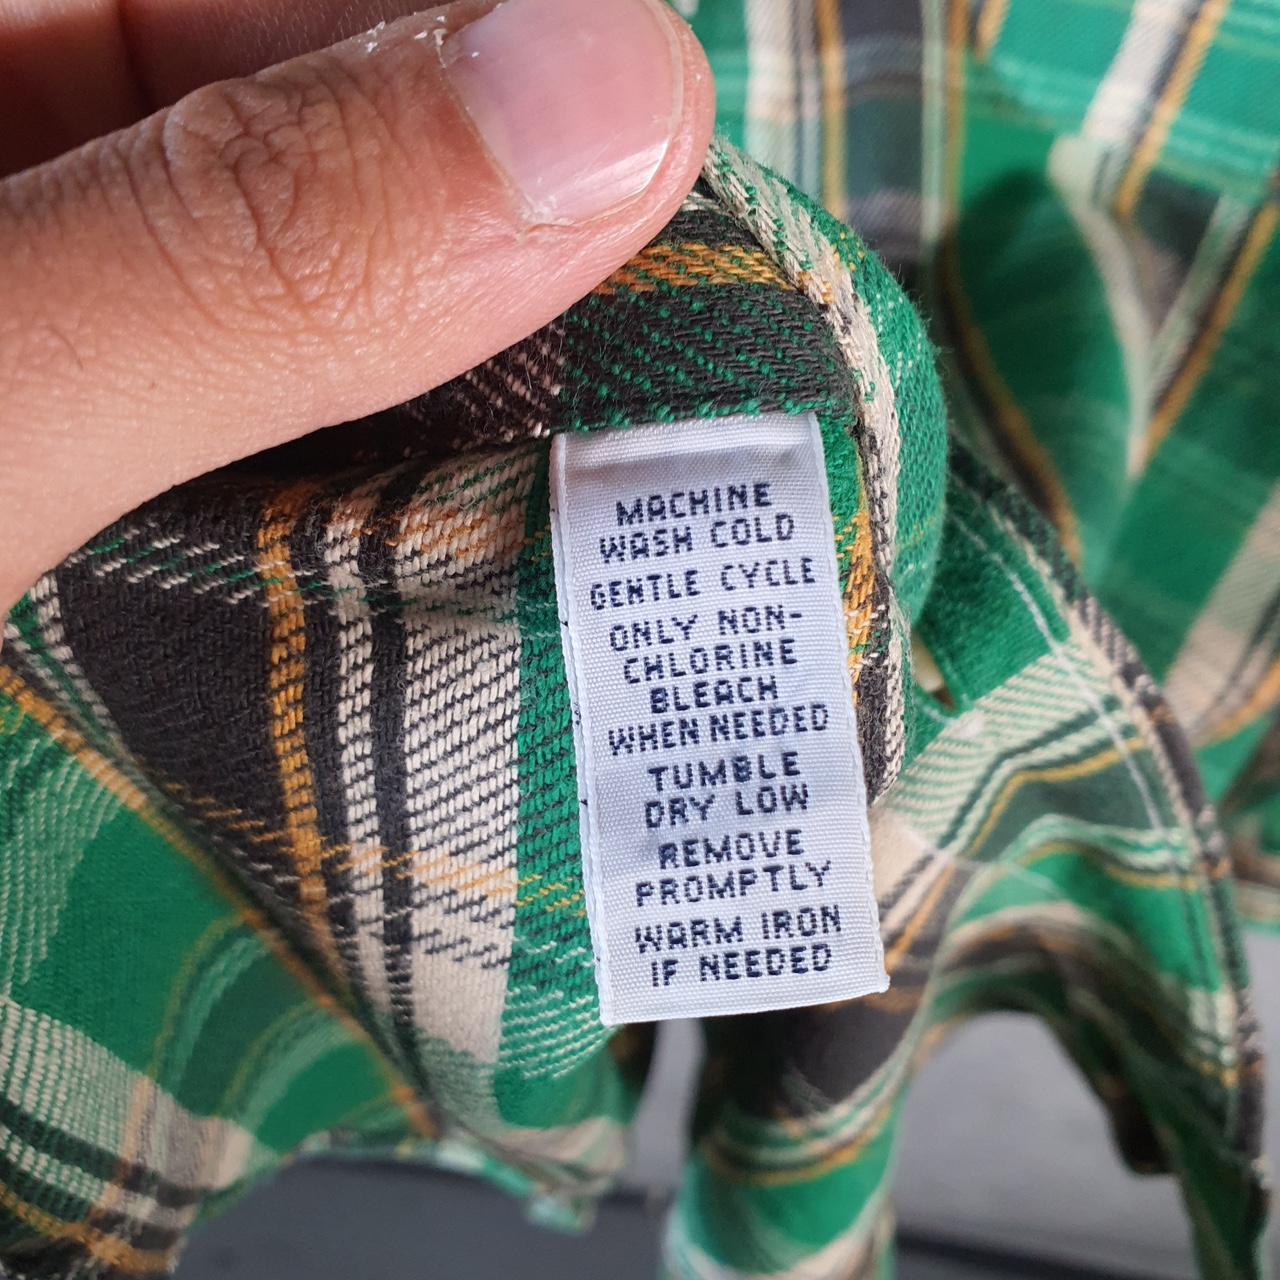 MACHINE
WASH COLD
GENTLE CYCLE
ONLY NON-
CHLORINE
BLEACH
WHEN NEEDED
TUMBLE
DRY LOW
REMOVE
PROMPTLY
WARM IRON
IF NEEDED